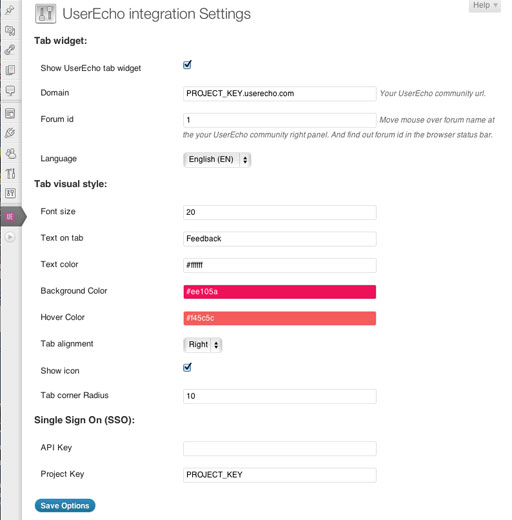 Help
UserEcho integration Settings
Tab widget:
Show UserEcho tab widget
Domain PROJECT_KEY.userecho.com Your UserEcho community url.
Forum id 1 Move mouse over forum name at
the your UserEcho community right panel. And find out forum id in the browser status bar.
Language English (EN)
Tab visual style:
Font size 20
Text on tab Feedback
Text color #ffffff
Background Color #ee105a
Hover Color #f45c5c
Tab alignment Right
Show icon
Tab corner Radius 10
Single Sign On (SSO):
API Key
Project Key PROJECT_KEY
Save Options
UE